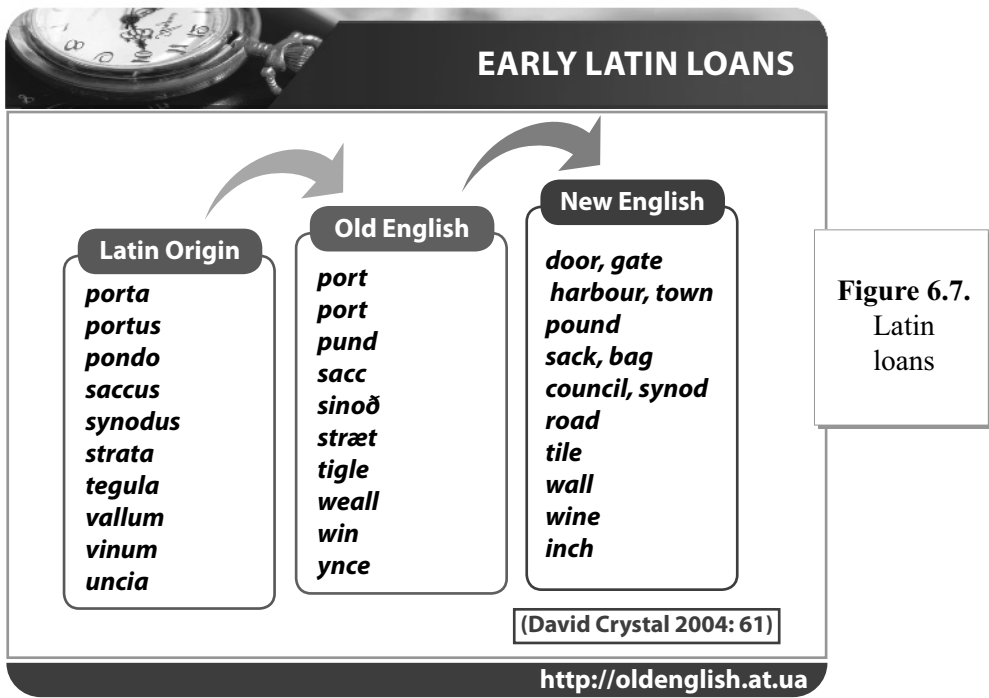 EARLY LATIN LOANS
Latin Origin
porta
portus
pondo
saccus
synodus
strata
tegula
vallum
vinum
uncia
Old English
port
port
pund
sacc
sinoð
stræt
tigle
weall
win
ynce
New English
door, gate
harbour, town
pound
sack, bag
council, synod
road
tile
wall
wine
inch
(David Crystal 2004: 61)
http://oldenglish.at.ua
Figure 6.7.
Latin
loans